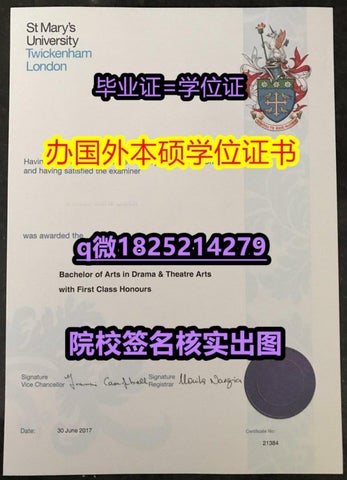 St Mary's
University
Twickenham
London
毕业证=学位证
办国外本硕学位证书
and having satisfied the examiner
was awarded the
q微1825214279
Bachelor of Arts in Drama & Theatre Arts
with First Class Honours
院校签名核实出图
Signature
Vice Chancellor
Signature
Registrar
Date:
30 June 2017
Certificate No:
21384